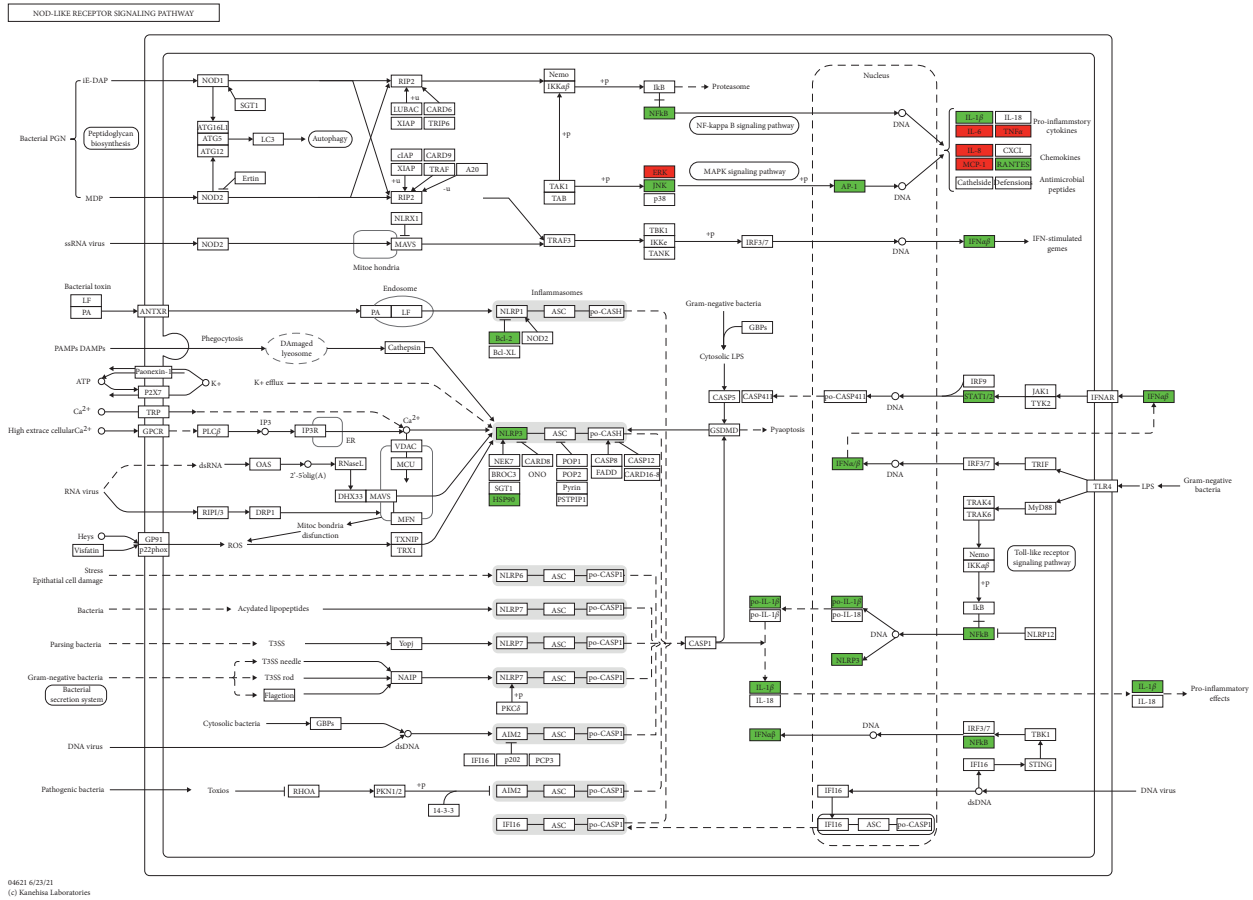 NOD-LIKE RECEPTOR SIGNALING PATHWAY
Nucleus
iE-DAP
NOD1
SGT1
ATG16L1
ATG5
ATG12
LC3
Autophagy
Bacterial PGN
Peptidoglycan
biosynthesis
Ertin
MDP
NOD2
RIP2
+u
LUBAC
CARD6
XIAP
TRIP6
cIAP
CARD9
XIAP
TRAF
A20
+u
-u
RIP2
Nemo
IKKαβ
+p
IkB
Proteasome
NFkB
NF-kappa B signaling pathway
DNA
+p
TAK1
TAB
+p
ERK
JNK
p38
MAPK signaling pathway
+p
AP-1
DNA
IL-1β
IL-18
IL-6
TNFα
Pro-inflammstory
cytokines
IL-8
CXCL
MCP-1
RANTES
Chemokines
Cathelside
Defensions
Antimicrobial
peptides
ssRNA virus
NOD2
NLRX1
MAVS
Mitoe hondria
TRAF3
TBK1
IKKe
TANK
+p
IRF3/7
DNA
IFNαβ
IFN-stimulated
gemes
Bacterial toxin
LF
PA
ANTXR
Endosome
PA
LF
Inflammasomes
NLRP1
ASC
po-CASH
Bcl-2
NOD2
Bcl-XL
Gram-negative bacteria
GBPs
Cytosolic LPS
PAMPs DAMPs
Phegocytosis
DAmaged
lyeosome
Cathepsin
ATP
Paonexin-1
P2X7
K+
K+ efflux
Ca2+
TRP
Ca2+
High extrace cellularCa2+
GPCR
PLCβ
IP3
IP3R
ER
VDAC
MCU
NLRP3
ASC
po-CASH
NEK7
CARD8
BROC3
ONO
SGT1
HSP90
POP1
POP2
Pyrin
PSTPIP1
CASP8
CASP12
FADD
CARD16-8
CASP5
CASP411
po-CASP411
DNA
IRF9
STAT1/2
JAK1
TYK2
IFNAR
IFNαβ
GSDMD
Pyaoptosis
RNA virus
dsRNA
OAS
2'-5'olig(A)
RNaseL
DHX33
MAVS
RIPI/3
DRP1
MFN
Mitoc bondria
disfunction
Heys
Visfatin
GP91
p22phox
ROS
TXNIP
TRX1
IFNα/β
DNA
IRF3/7
TRIF
TLR4
LPS
Gram-negative
bacteria
TRAK4
TRAK6
MyD88
Nemo
IKKαβ
Toll-like receptor
signaling pathway
+p
IkB
NFkB
NLRP12
Stress
Epithatial cell damage
NLRP6
ASC
po-CASP1
Bacteria
Acydated lipopeptides
NLRP7
ASC
po-CASP1
po-IL-1β
po-IL-1β
po-IL-1β
po-IL-18
DNA
NLRP3
Parsing bacteria
T3SS
Yopj
NLRP7
ASC
po-CASP1
CASP1
Gram-negative bacteria
Bacterial
secretion system
T3SS needle
T3SS rod
Flagetion
NAIP
NLRP7
ASC
po-CASP1
+p
PKCδ
IL-1β
IL-18
IL-1β
IL-18
Pro-inflammatory
effects
Cytosolic bacteria
GBPs
DNA virus
dsDNA
AIM2
ASC
po-CASP1
IFI16
p202
PCP3
IFNαβ
DNA
IRF3/7
NFkB
TBK1
IFI16
STING
dsDNA
DNA virus
Pathogenic bacteria
Toxios
RHOA
PKN1/2
+p
14-3-3
AIM2
ASC
po-CASP1
IFI16
IFI16
ASC
po-CASP1
IFI16
ASC
po-CASP1
04621 6/23/21
(c) Kanehisa Laboratories